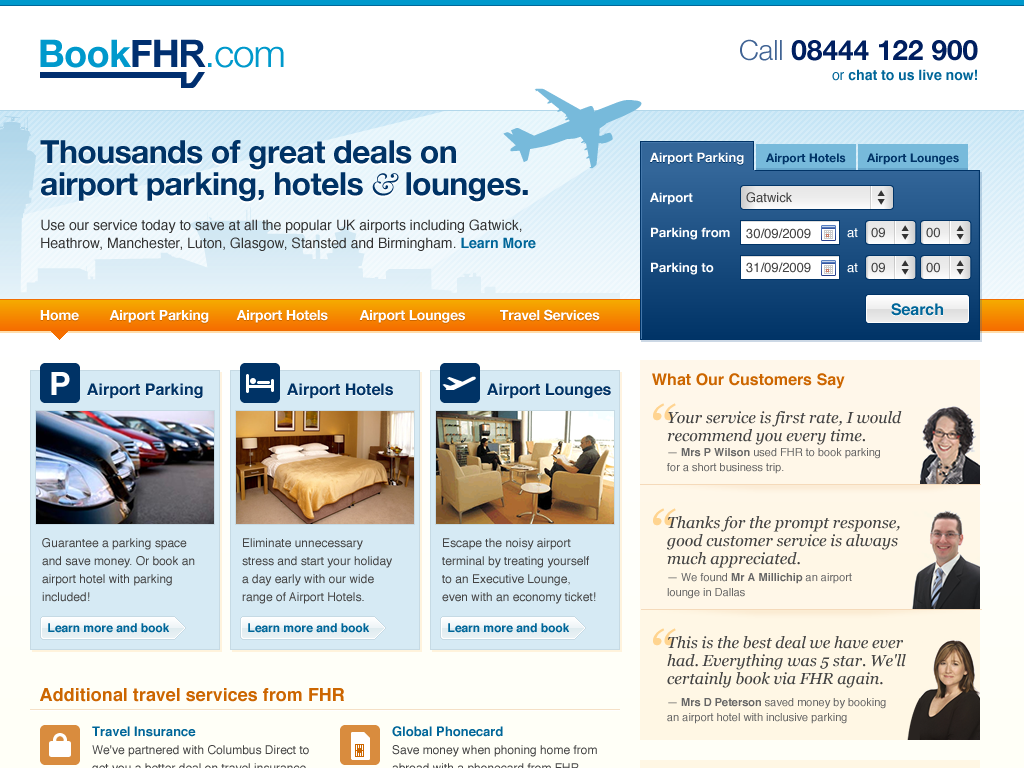 BookFHR.com
Call 08444 122 900
or chat to us live now!
Thousands of great deals on
airport parking, hotels & lounges.
Use our service today to save at all the popular UK airports including Gatwick,
Heathrow, Manchester, Luton, Glasgow, Stansted and Birmingham. Learn More
Airport Parking
Airport Hotels
Airport Lounges
Airport
Gatwick
Parking from
30/09/2009
at
09
00
Parking to
31/09/2009
at
09
00
Search
Home
Airport Parking
Airport Hotels
Airport Lounges
Travel Services
P
Airport Parking
Guarantee a parking space
and save money. Or book an
airport hotel with parking
included!
Learn more and book
Airport Hotels
Eliminate unnecessary
stress and start your holiday
a day early with our wide
range of Airport Hotels.
Learn more and book
Airport Lounges
Escape the noisy airport
terminal by treating yourself
to an Executive Lounge,
even with an economy ticket!
Learn more and book
What Our Customers Say
“Your service is first rate, I would
recommend you every time.
— Mrs P Wilson used FHR to book parking
for a short business trip.
“Thanks for the prompt response,
good customer service is always
much appreciated.
— We found Mr A Millichip an airport
lounge in Dallas
“This is the best deal we have ever
had. Everything was 5 star. We'll
certainly book via FHR again.
— Mrs D Peterson saved money by booking
an airport hotel with inclusive parking
Additional travel services from FHR
Travel Insurance
We've partnered with Columbus Direct to
get you a better deal on travel insurance
Global Phonecard
Save money when phoning home from
abroad with a phonecard from FHR